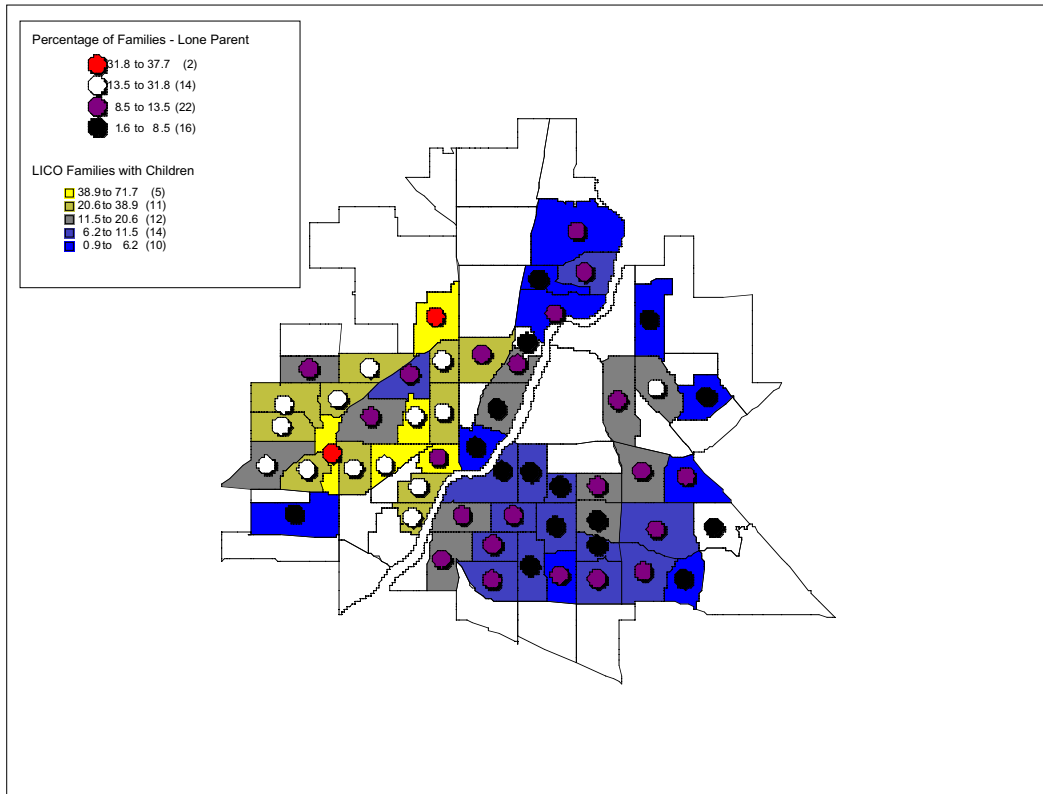 Percentage of Families - Lone Parent
31.8 to 37.7 (2)
13.5 to 31.8 (14)
8.5 to 13.5 (22)
1.6 to 8.5 (16)
LICO Families with Children
38.9 to 71.7 (5)
20.6 to 38.9 (11)
11.5 to 20.6 (12)
6.2 to 11.5 (14)
0.9 to 6.2 (10)